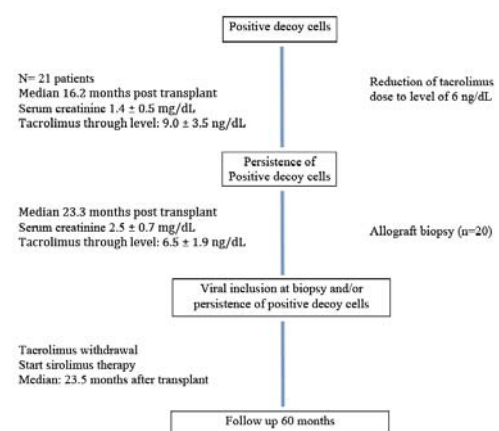 Positive decoy cells
N= 21 patients
Median 16.2 months post transplant
Serum creatinine 1.4 ± 0.5 mg/dL
Tacrolimus through level: 9.0 ± 3.5 ng/dL
Reduction of tacrolimus
dose to level of 6 ng/dL
Persistence of
Positive decoy cells
Median 23.3 months post transplant
Serum creatinine 2.5 ± 0.7 mg/dL
Tacrolimus through level: 6.5 ± 1.9 ng/dL
Allograft biopsy (n=20)
Viral inclusion at biopsy and/or
persistence of positive decoy cells
Tacrolimus withdrawal
Start sirolimus therapy
Median: 23.5 months after transplant
Follow up 60 months